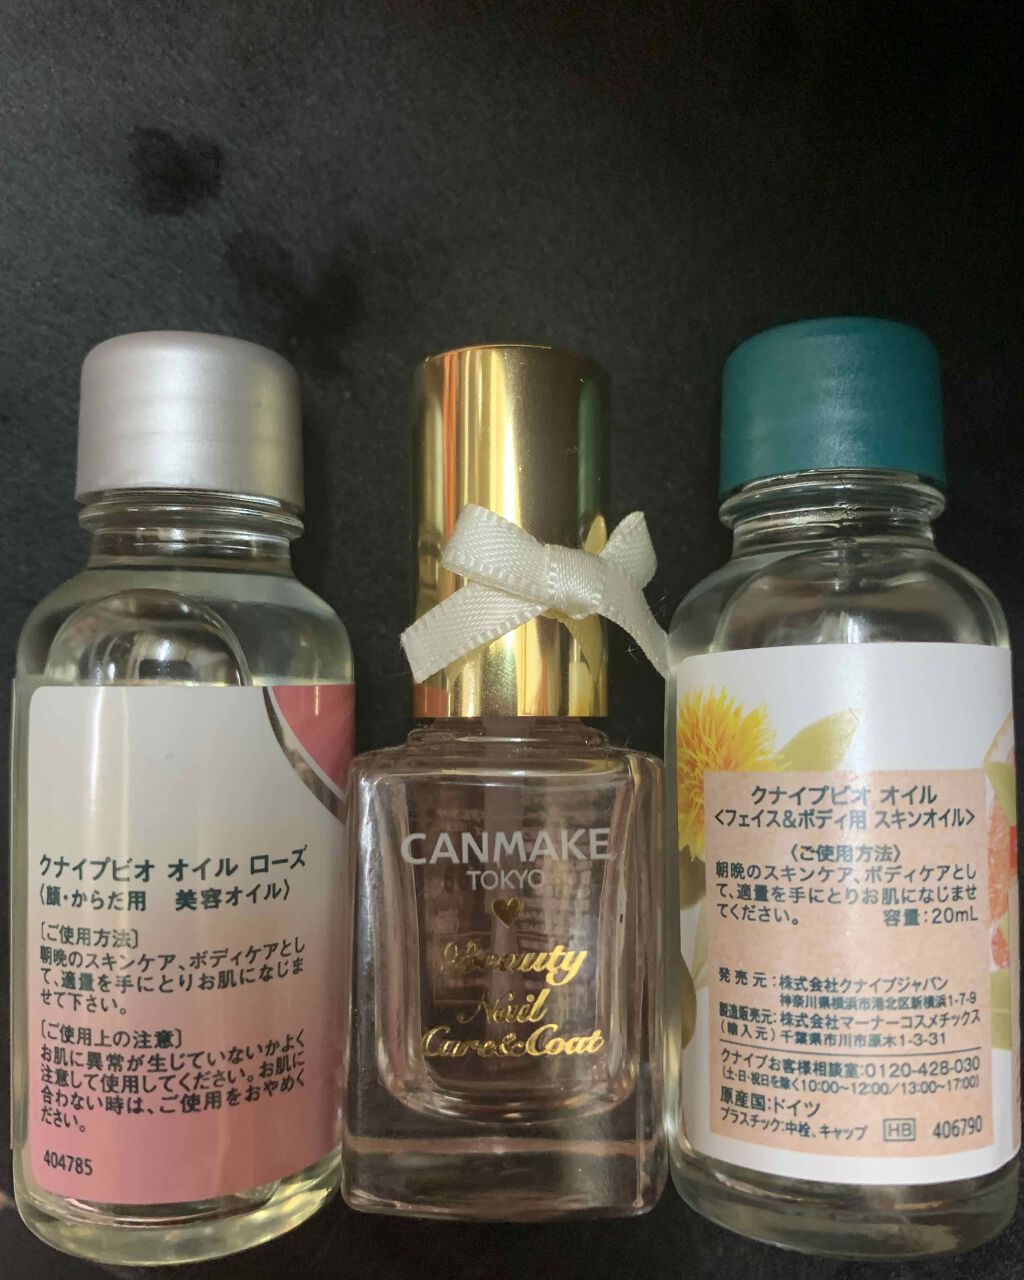 クナイプビオ オイル ローズ
〈顔・からだ用 美容オイル〉
［ご使用方法］
朝晩のスキンケア、ボディケアとし
て、適量を手にとりお肌になじま
せて下さい。
［ご使用上の注意］
お肌に異常が生じていないかよく
注意して使用してください。お肌に
合わない時は、ご使用をおやめく
ださい。
404785
CANMAKE
TOKYO
Beauty
Nail
Care&Coat
クナイプビオ オイル
<フェイス&ボディ用 スキンオイル>
〈ご使用方法〉
朝晩のスキンケア、ボディケアとし
て、適量を手にとりお肌になじませ
てください。 容量:20mL
発売元:株式会社クナイプジャパン
神奈川県横浜市港北区新横浜1-7-9
製造販売元:株式会社マーナーコスメチックス
(輸入元)千葉県市川市原木1-3-31
クナイプお客様相談室:0120-428-030
(土・日・祝日を除く10:00~12:00/13:00~17:00)
原産国:ドイツ
プラスチック:中栓、キャップ HB 406790